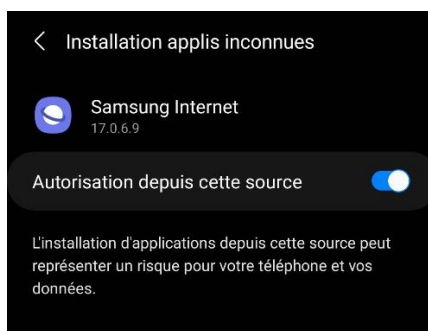 Installation applis inconnues
Samsung Internet
17.0.6.9
Autorisation depuis cette source
L'installation d'applications depuis cette source peut
représenter un risque pour votre téléphone et vos
données.